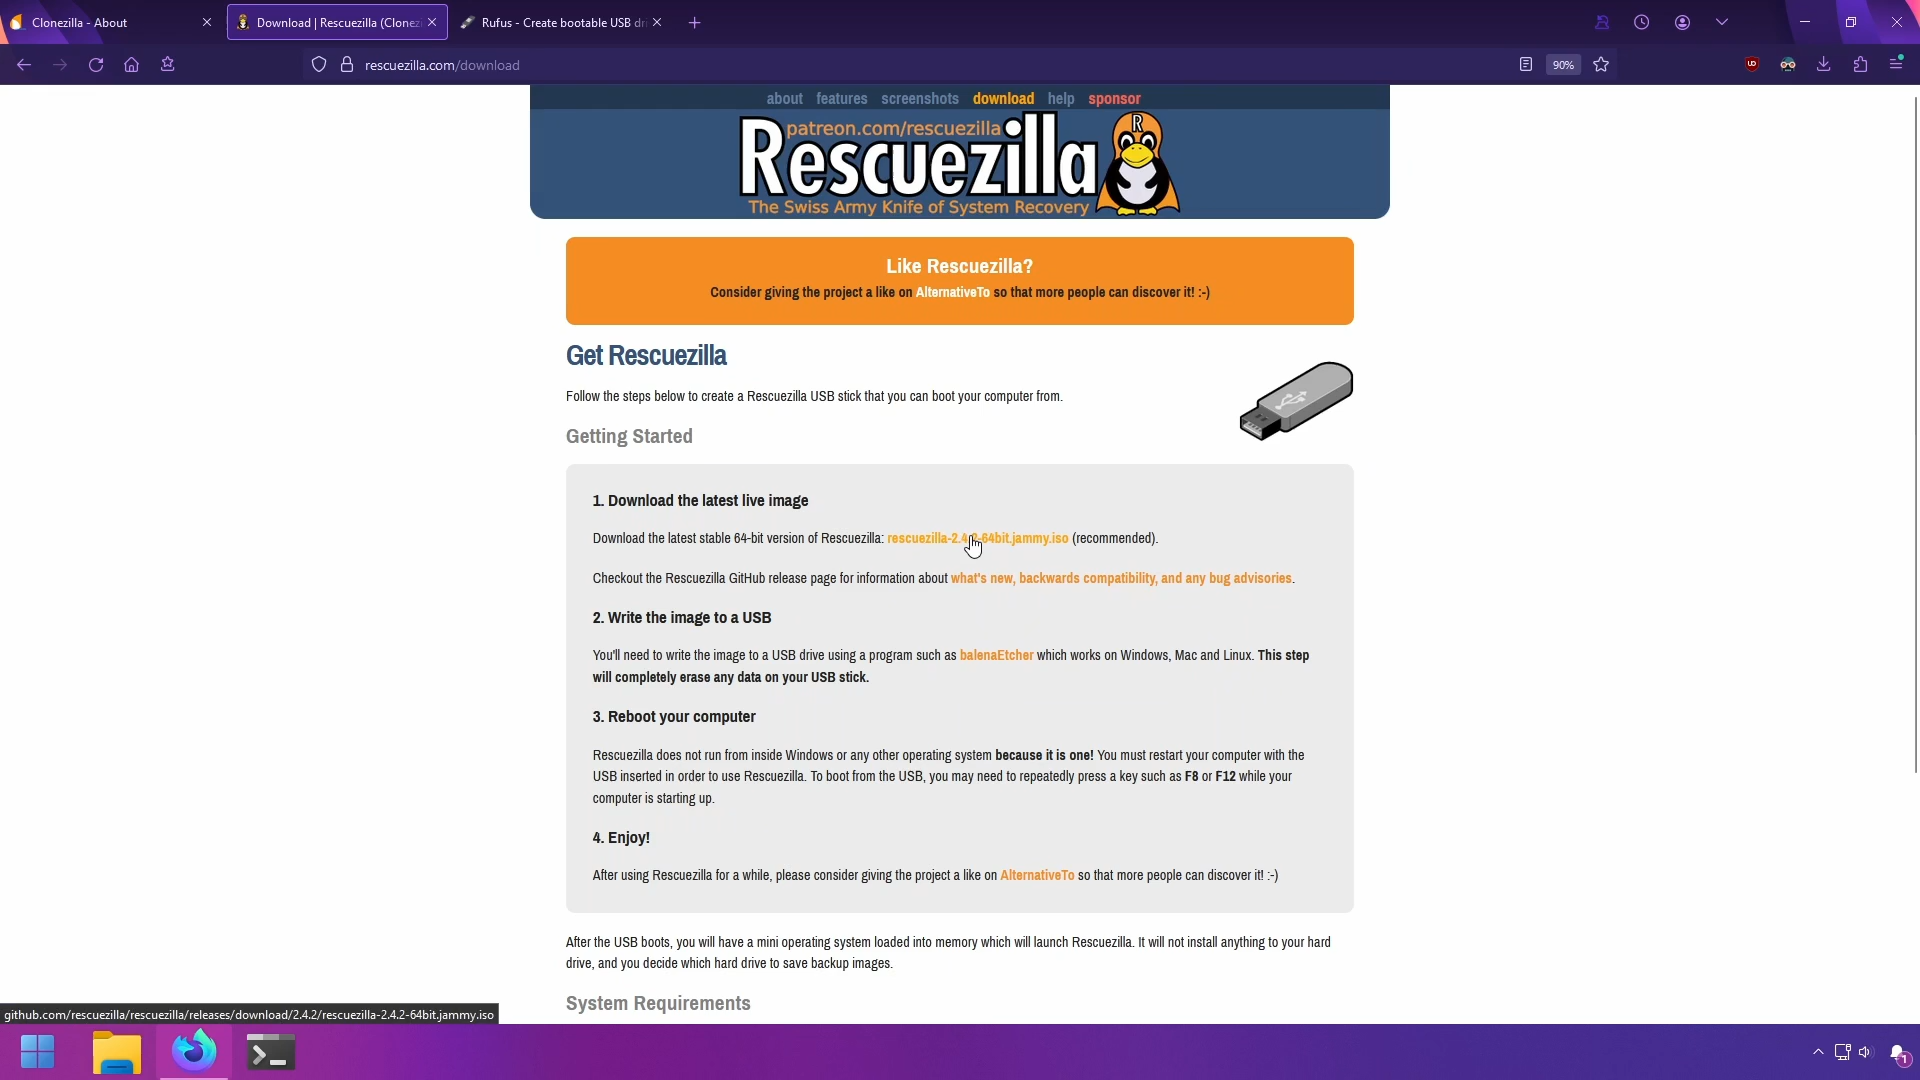 Clonezilla - About
Download | Rescuezilla (Clonez
Rufus - Create bootable USB dri
rescuezilla.com/download
90%
about features screenshots download help sponsor
patreon.com/rescuezilla
Rescuezilla
R
The Swiss Army Knife of System Recovery
Like Rescuezilla?
Consider giving the project a like on AlternativeTo so that more people can discover it! :-)
Get Rescuezilla
Follow the steps below to create a Rescuezilla USB stick that you can boot your computer from.
Getting Started
1. Download the latest live image
Download the latest stable 64-bit version of Rescuezilla: rescuezilla-2.4.2-64bit.jammy.iso (recommended).
Checkout the Rescuezilla GitHub release page for information about what's new, backwards compatibility, and any bug advisories.
2. Write the image to a USB
You'll need to write the image to a USB drive using a program such as balenaEtcher which works on Windows, Mac and Linux. This step
will completely erase any data on your USB stick.
3. Reboot your computer
Rescuezilla does not run from inside Windows or any other operating system because it is one! You must restart your computer with the
USB inserted in order to use Rescuezilla. To boot from the USB, you may need to repeatedly press a key such as F8 or F12 while your
computer is starting up.
4. Enjoy!
After using Rescuezilla for a while, please consider giving the project a like on AlternativeTo so that more people can discover it! :-)
After the USB boots, you will have a mini operating system loaded into memory which will launch Rescuezilla. It will not install anything to your hard
drive, and you decide which hard drive to save backup images.
System Requirements
github.com/rescuezilla/rescuezilla/releases/download/2.4.2/rescuezilla-2.4.2-64bit.jammy.iso
1